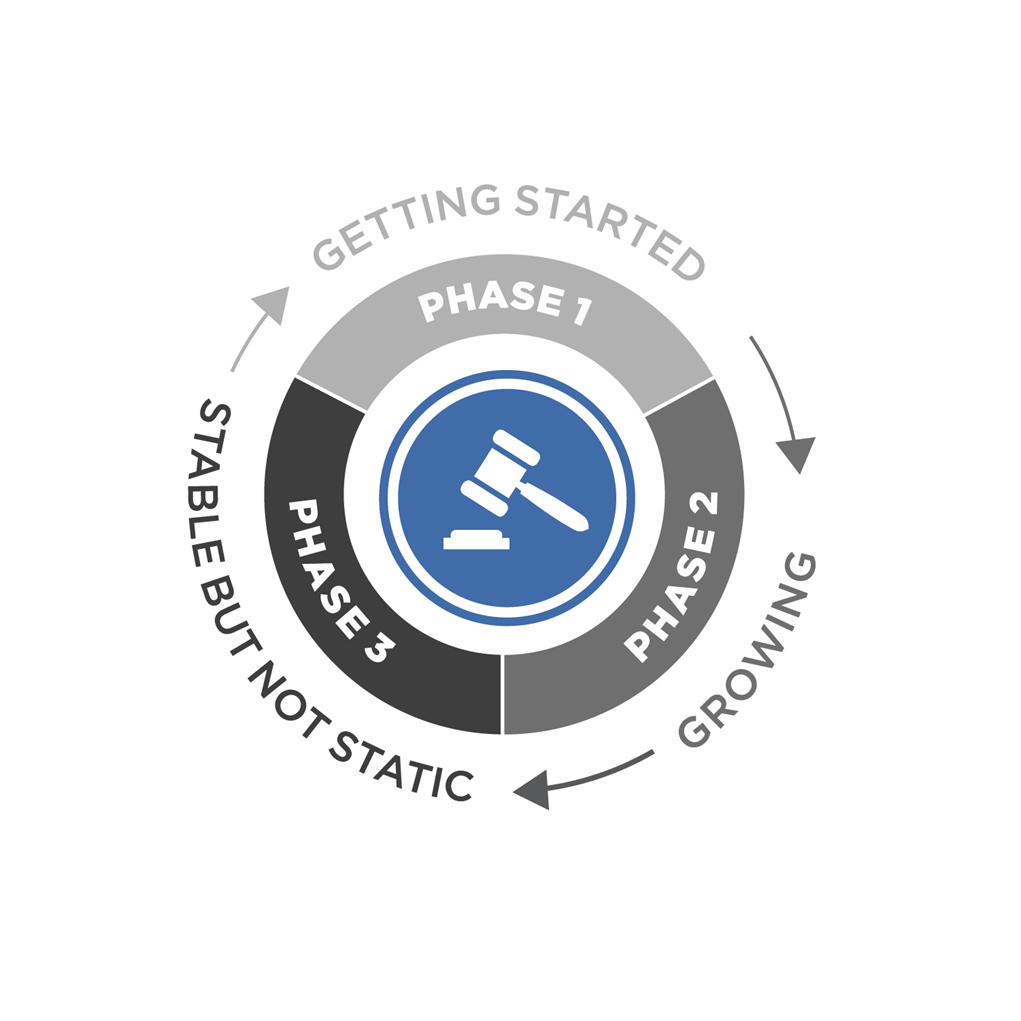 GETTING STARTED
PHASE 1
PHASE 2
GROWING
PHASE 3
STABLE BUT NOT STATIC